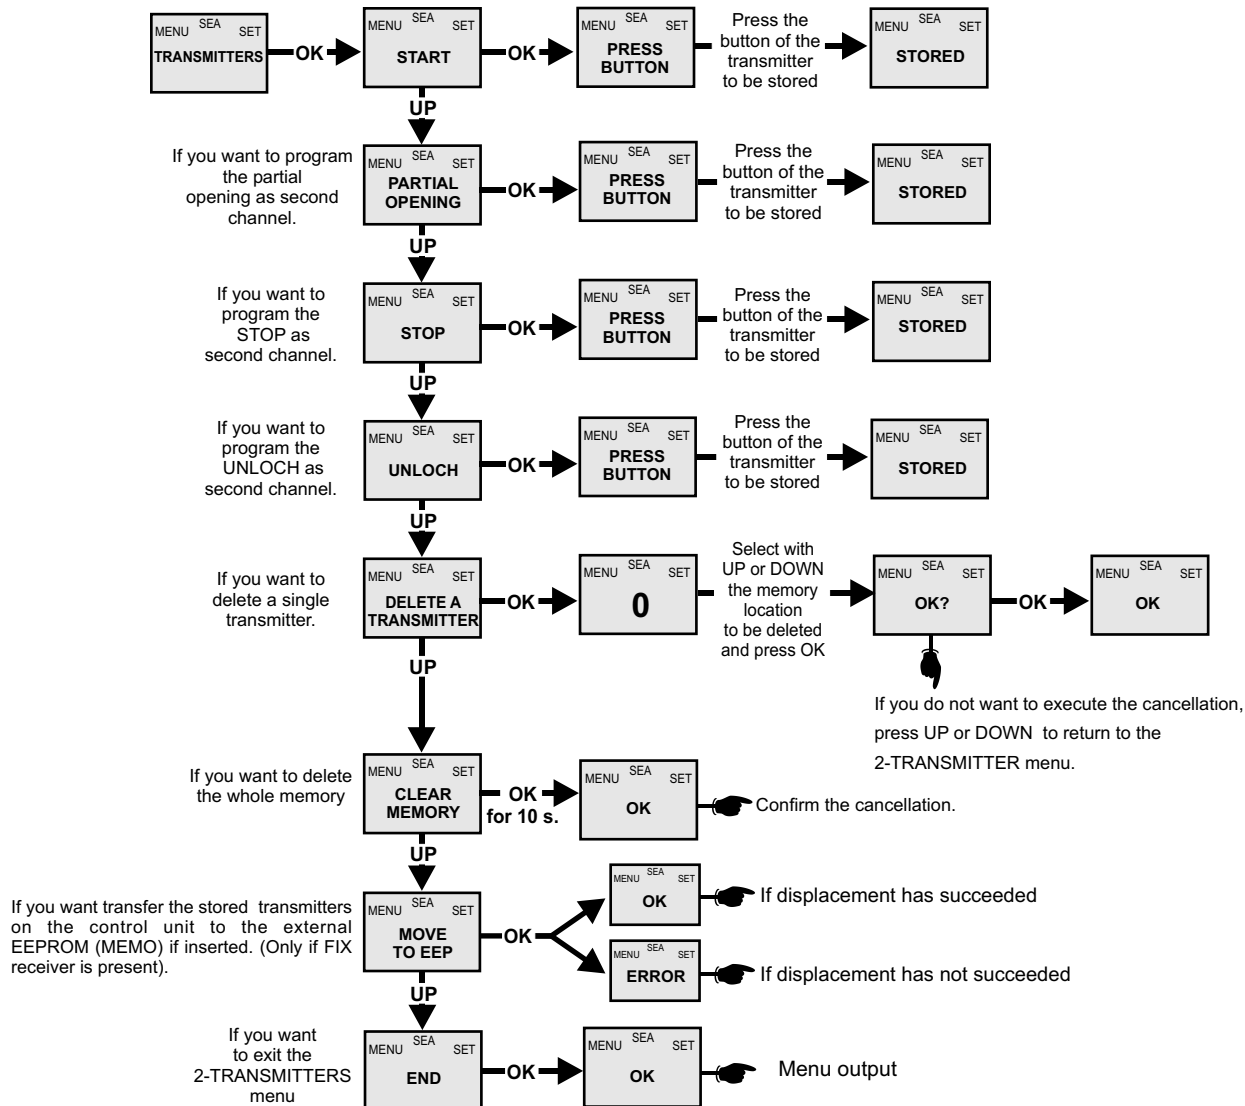 MENU SEA SET
TRANSMITTERS
OK
MENU SEA SET
START
OK
MENU SEA SET
PRESS
BUTTON
Press the
button of the
transmitter
to be stored
MENU SEA SET
STORED
UP
If you want to program
the partial
opening as second
channel.
MENU SEA SET
PARTIAL
OPENING
OK
MENU SEA SET
PRESS
BUTTON
Press the
button of the
transmitter
to be stored
MENU SEA SET
STORED
UP
If you want to
program the
STOP as
second channel.
MENU SEA SET
STOP
OK
MENU SEA SET
PRESS
BUTTON
Press the
button of the
transmitter
to be stored
MENU SEA SET
STORED
UP
If you want to
program the
UNLOCH as
second channel.
MENU SEA SET
UNLOCH
OK
MENU SEA SET
PRESS
BUTTON
Press the
button of the
transmitter
to be stored
MENU SEA SET
STORED
UP
If you want to
delete a single
transmitter.
MENU SEA SET
DELETE A
TRANSMITTER
OK
MENU SEA SET
0
Select with
UP or DOWN
the memory
location
to be deleted
and press OK
MENU SEA SET
OK?
OK
MENU SEA SET
OK
If you do not want to execute the cancellation,
press UP or DOWN to return to the
2-TRANSMITTER menu.
UP
If you want to delete
the whole memory
MENU SEA SET
CLEAR
MEMORY
OK
for 10 s.
MENU SEA SET
OK
Confirm the cancellation.
UP
If you want transfer the stored transmitters
on the control unit to the external
EEPROM (MEMO) if inserted. (Only if FIX
receiver is present).
MENU SEA SET
MOVE
TO EEP
OK
MENU SEA SET
OK
If displacement has succeeded
MENU SEA SET
ERROR
If displacement has not succeeded
UP
If you want
to exit the
2-TRANSMITTERS
menu
MENU SEA SET
END
OK
MENU SEA SET
OK
Menu output